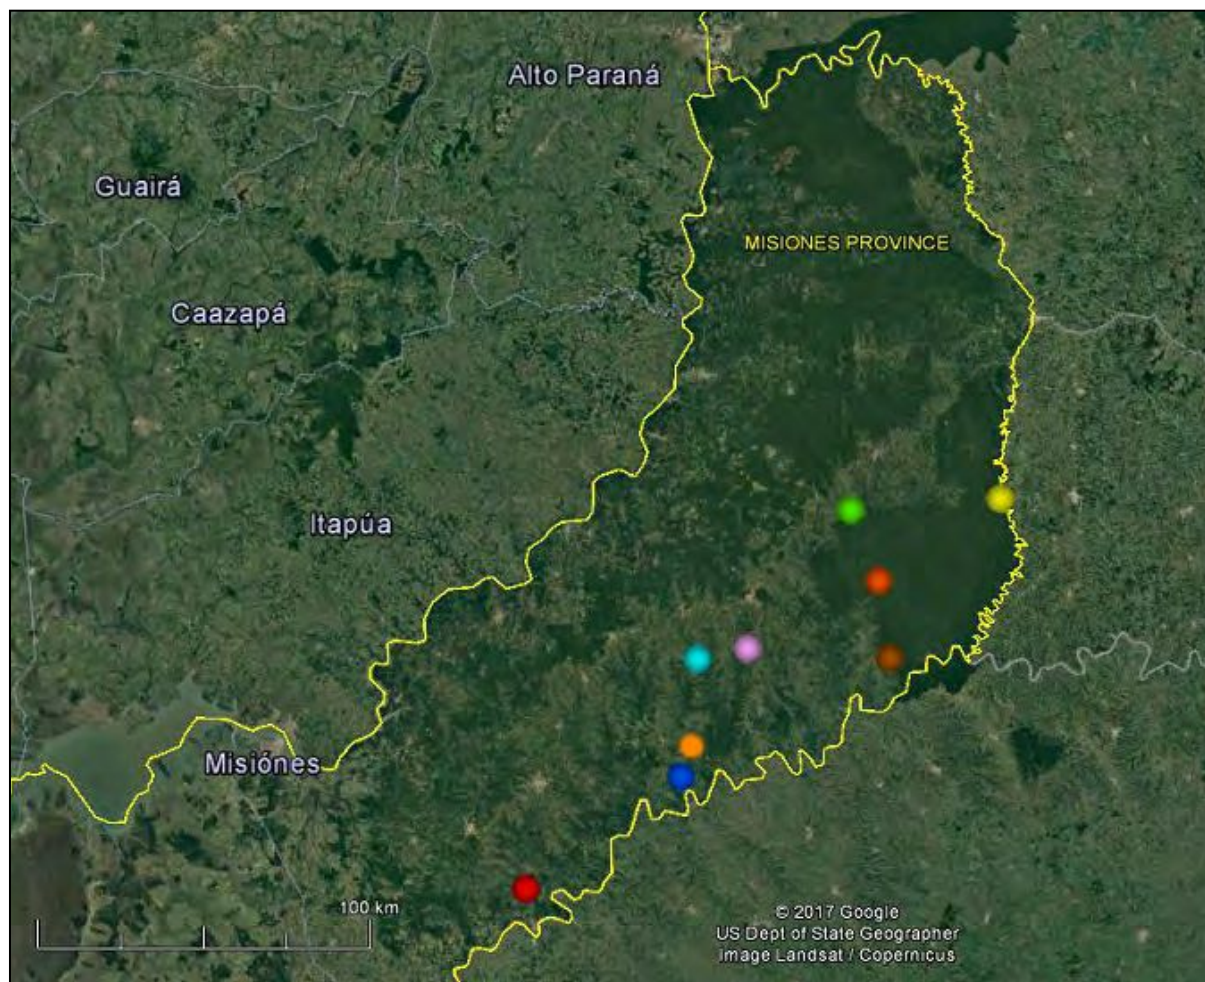 Alto Paraná
Guairá
MISIONES PROVINCE
Caazapá
Itapúa
Misiónes
100 km
© 2017 Google
US Dept of State Geographer
Image Landsat / Copernicus